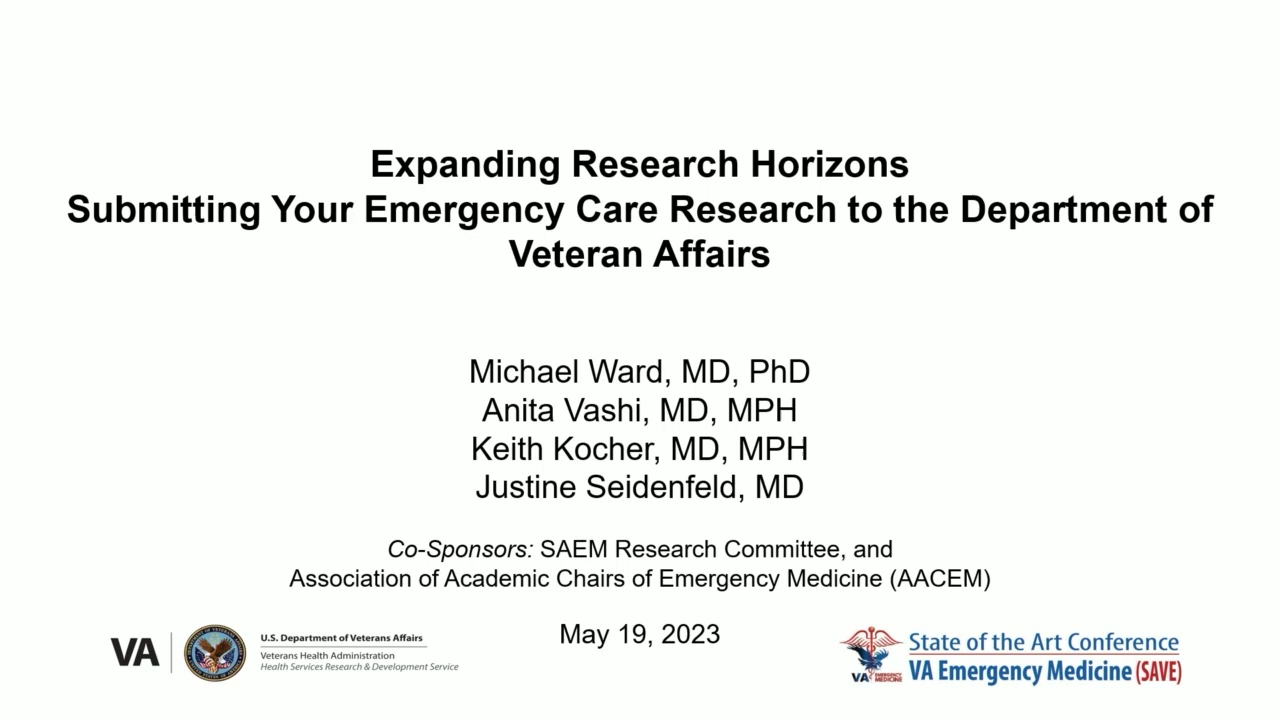 Expanding Research Horizons
Submitting Your Emergency Care Research to the Department of
Veteran Affairs
Michael Ward, MD, PhD
Anita Vashi, MD, MPH
Keith Kocher, MD, MPH
Justine Seidenfeld, MD
Co-Sponsors: SAEM Research Committee, and
Association of Academic Chairs of Emergency Medicine (AACEM)
May 19, 2023
VA
U.S. Department of Veterans Affairs
Veterans Health Administration
Health Services Research & Development Service
VA EMERGENCY MEDICINE
State of the Art Conference
VA Emergency Medicine (SAVE)